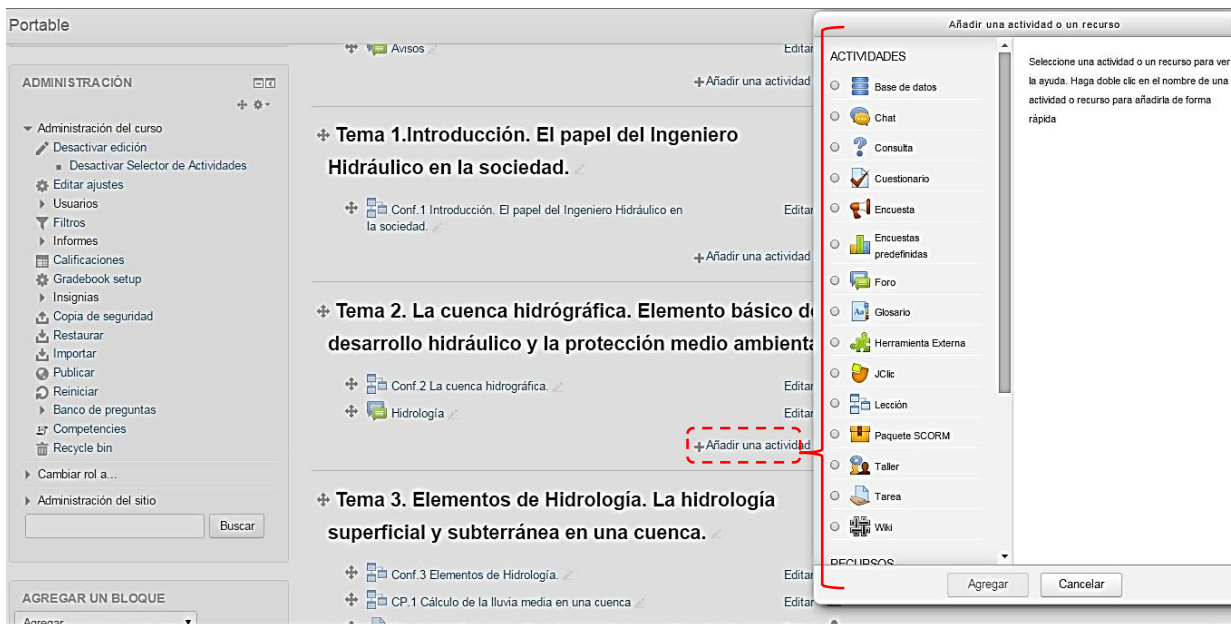 Portable
ADMINISTRACIÓN
Administración del curso
Desactivar edición
Desactivar Selector de Actividades
Editar ajustes
Usuarios
Filtros
Informes
Calificaciones
Gradebook setup
Insignias
Copia de seguridad
Restaurar
Importar
Publicar
Reiniciar
Banco de preguntas
Competencies
Recycle bin
Cambiar rol a...
Administración del sitio
Buscar
AGREGAR UN BLOQUE
Agregar
Avisos
Editar
Añadir una actividad
Tema 1.Introducción. El papel del Ingeniero
Hidráulico en la sociedad.
Conf.1 Introducción. El papel del Ingeniero Hidráulico en
la sociedad.
Editar
Añadir una actividad
Tema 2. La cuenca hidrógráfica. Elemento básico de
desarrollo hidráulico y la protección medio ambienta
Conf.2 La cuenca hidrográfica.
Editar
Hidrología
Editar
Añadir una actividad
Tema 3. Elementos de Hidrología. La hidrología
superficial y subterránea en una cuenca.
Conf.3 Elementos de Hidrología.
Editar
CP.1 Cálculo de la lluvia media en una cuenca
Editar
Añadir una actividad o un recurso
ACTIVIDADES
Base de datos
Chat
Consulta
Cuestionario
Encuesta
Encuestas
predefinidas
Foro
Glosario
Herramienta Externa
JClic
Lección
Paquete SCORM
Taller
Tarea
Wiki
RECURSOS
Seleccione una actividad o un recurso para ver
la ayuda. Haga doble clic en el nombre de una
actividad o recurso para añadirla de forma
rápida
Agregar
Cancelar